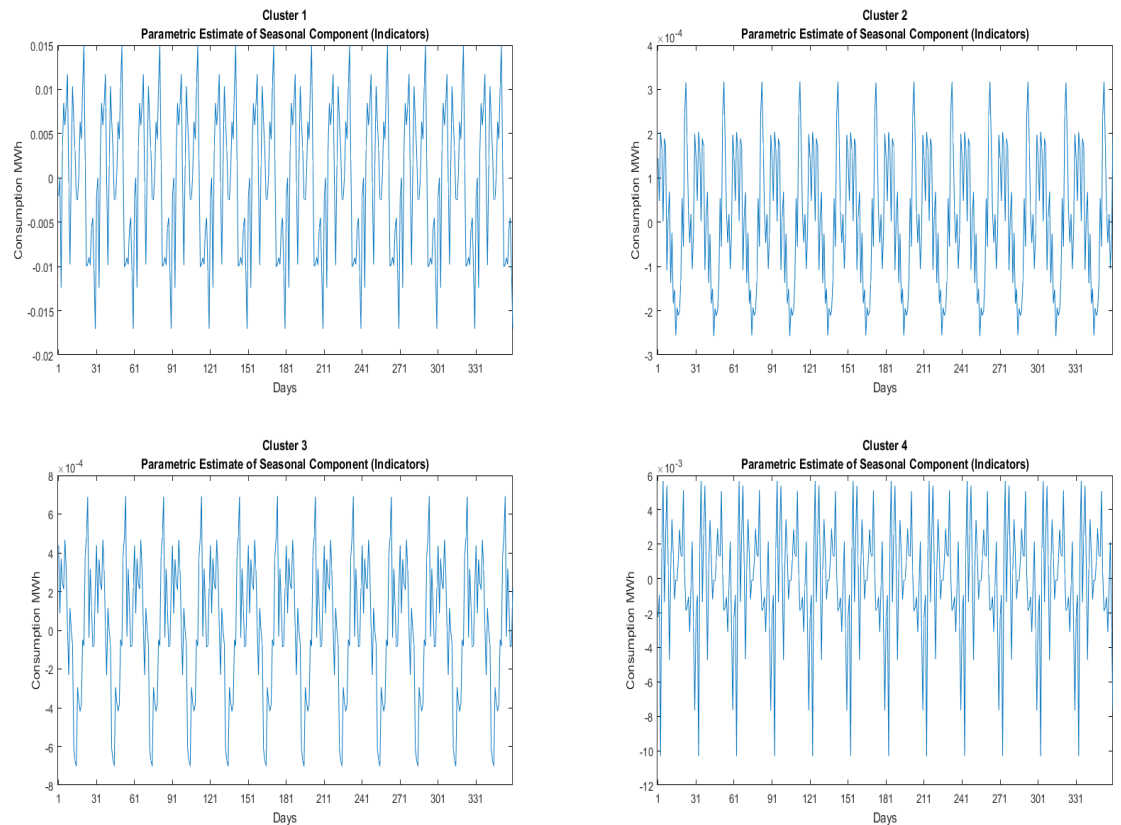 Cluster 1
Parametric Estimate of Seasonal Component (Indicators)
0.015
0.01
0.005
0
-0.005
-0.01
-0.015
-0.02
Consumption MWh
1 31 61 91 121 151 181 211 241 271 301 331
Days
Cluster 2
Parametric Estimate of Seasonal Component (Indicators)
×10-4
4
3
2
1
0
-1
-2
-3
Consumption MWh
1 31 61 91 121 151 181 211 241 271 301 331
Days
Cluster 3
Parametric Estimate of Seasonal Component (Indicators)
×10-4
8
6
4
2
0
-2
-4
-6
-8
Consumption MWh
1 31 61 91 121 151 181 211 241 271 301 331
Days
Cluster 4
Parametric Estimate of Seasonal Component (Indicators)
×10-3
6
4
2
0
-2
-4
-6
-8
-10
-12
Consumption MWh
1 31 61 91 121 151 181 211 241 271 301 331
Days